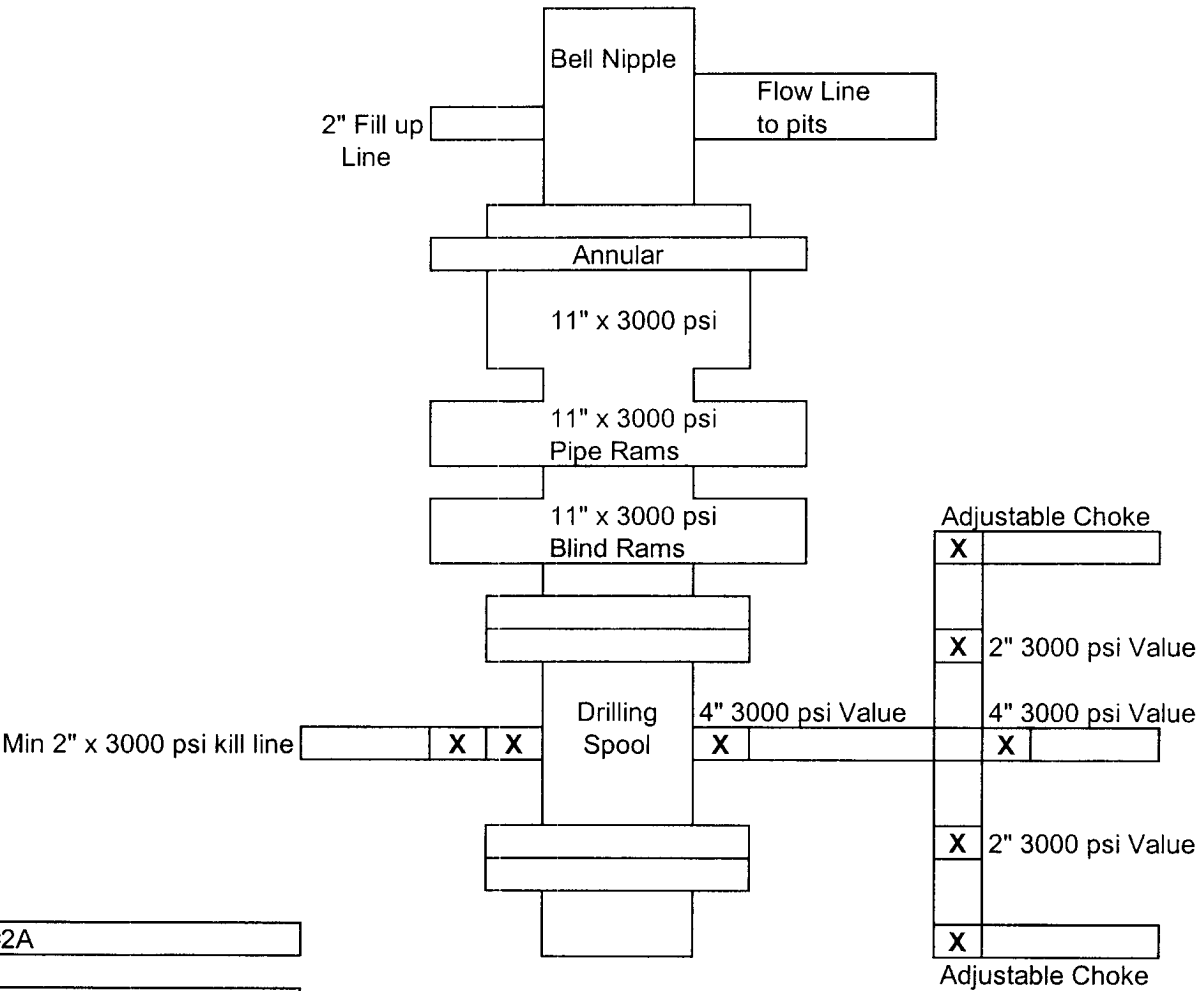 Bell Nipple
Flow Line
to pits
2" Fill up
Line
Annular
11" x 3000 psi
11" x 3000 psi
Pipe Rams
11" x 3000 psi
Blind Rams
Adjustable Choke
X
X 2" 3000 psi Value
Drilling
Spool
4" 3000 psi Value
4" 3000 psi Value
Min 2" x 3000 psi kill line
X X
X
X
X 2" 3000 psi Value
2A
X
Adjustable Choke